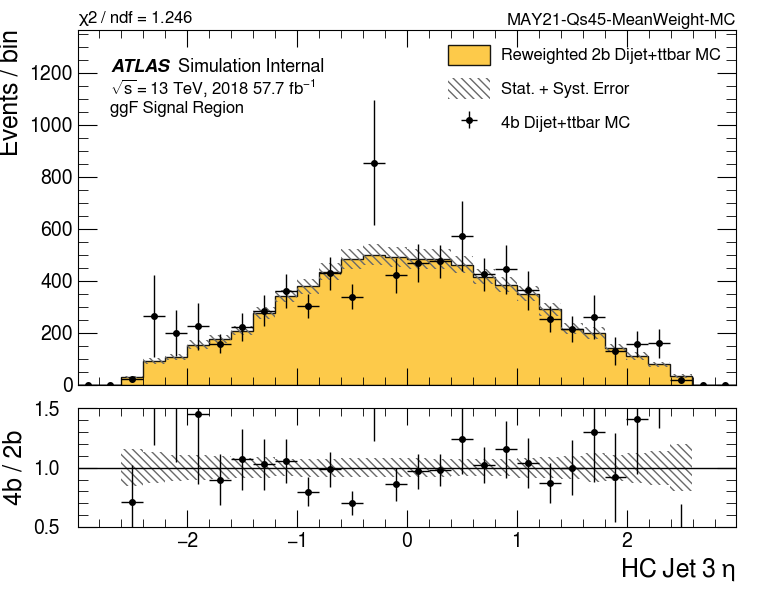 χ2 / ndf = 1.246
MAY21-Qs45-MeanWeight-MC
Events / bin
ATLAS Simulation Internal
√s = 13 TeV, 2018 57.7 fb⁻¹
ggF Signal Region
Reweighted 2b Dijet+ttbar MC
Stat. + Syst. Error
4b Dijet+ttbar MC
1200
1000
800
600
400
200
0
4b / 2b
1.5
1.0
0.5
−2 −1 0 1 2
HC Jet 3 η